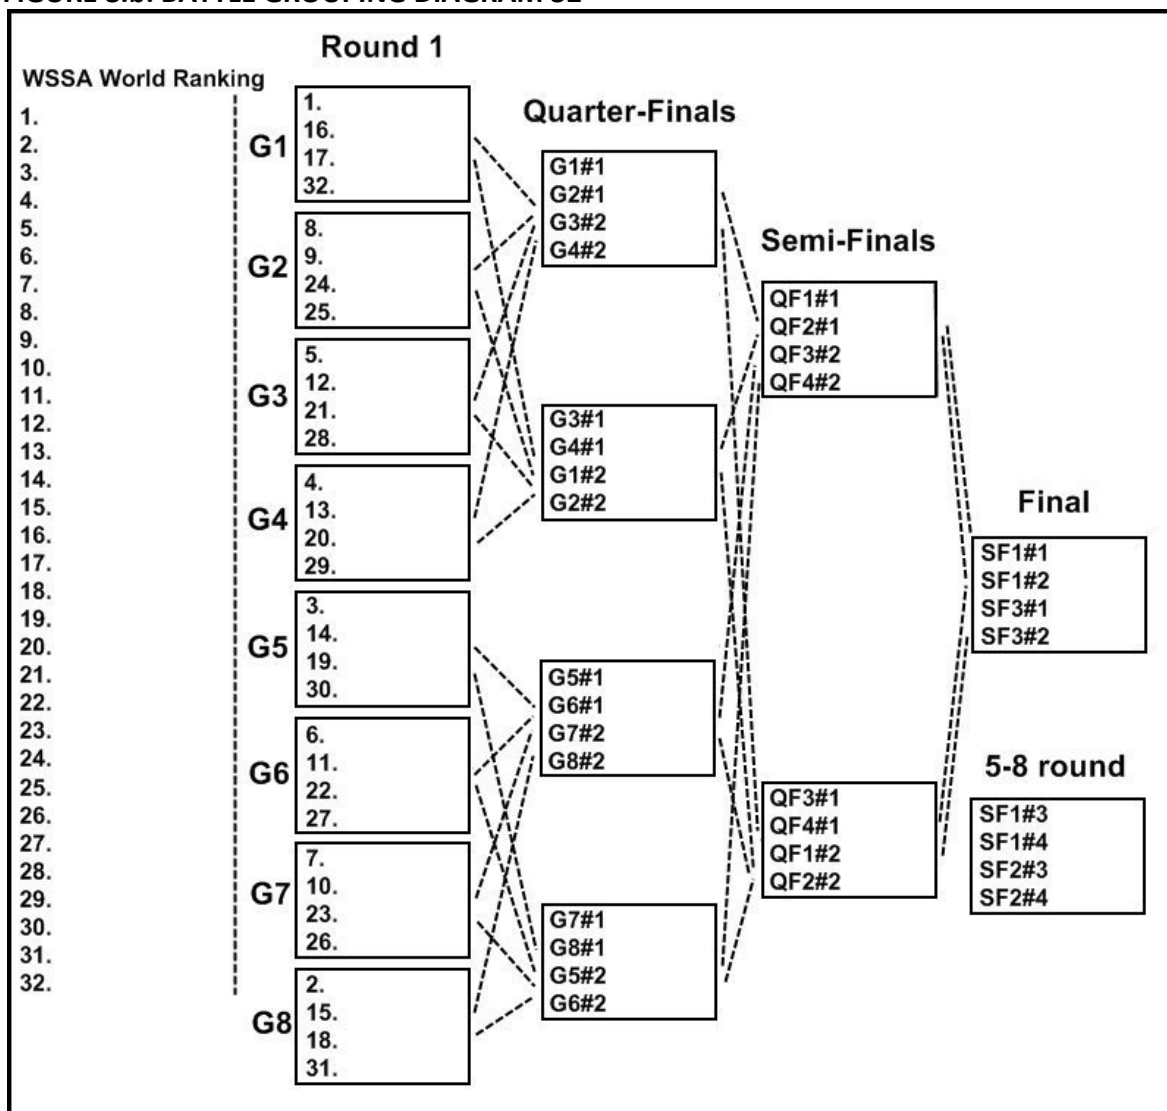 BATTLE GROUPING DIAGRAM
Round 1
WSSA World Ranking
1.
2.
3.
4.
5.
6.
7.
8.
9.
10.
11.
12.
13.
14.
15.
16.
17.
18.
19.
20.
21.
22.
23.
24.
25.
26.
27.
28.
29.
30.
31.
32.
G1
1.
16.
17.
32.
G2
8.
9.
24.
25.
G3
5.
12.
21.
28.
G4
4.
13.
20.
29.
G5
3.
14.
19.
30.
G6
6.
11.
22.
27.
G7
7.
10.
23.
26.
G8
2.
15.
18.
31.
Quarter-Finals
G1#1
G2#1
G3#2
G4#2
G3#1
G4#1
G1#2
G2#2
G5#1
G6#1
G7#2
G8#2
G7#1
G8#1
G5#2
G6#2
Semi-Finals
QF1#1
QF2#1
QF3#2
QF4#2
QF3#1
QF4#1
QF1#2
QF2#2
Final
SF1#1
SF1#2
SF3#1
SF3#2
5-8 round
SF1#3
SF1#4
SF2#3
SF2#4